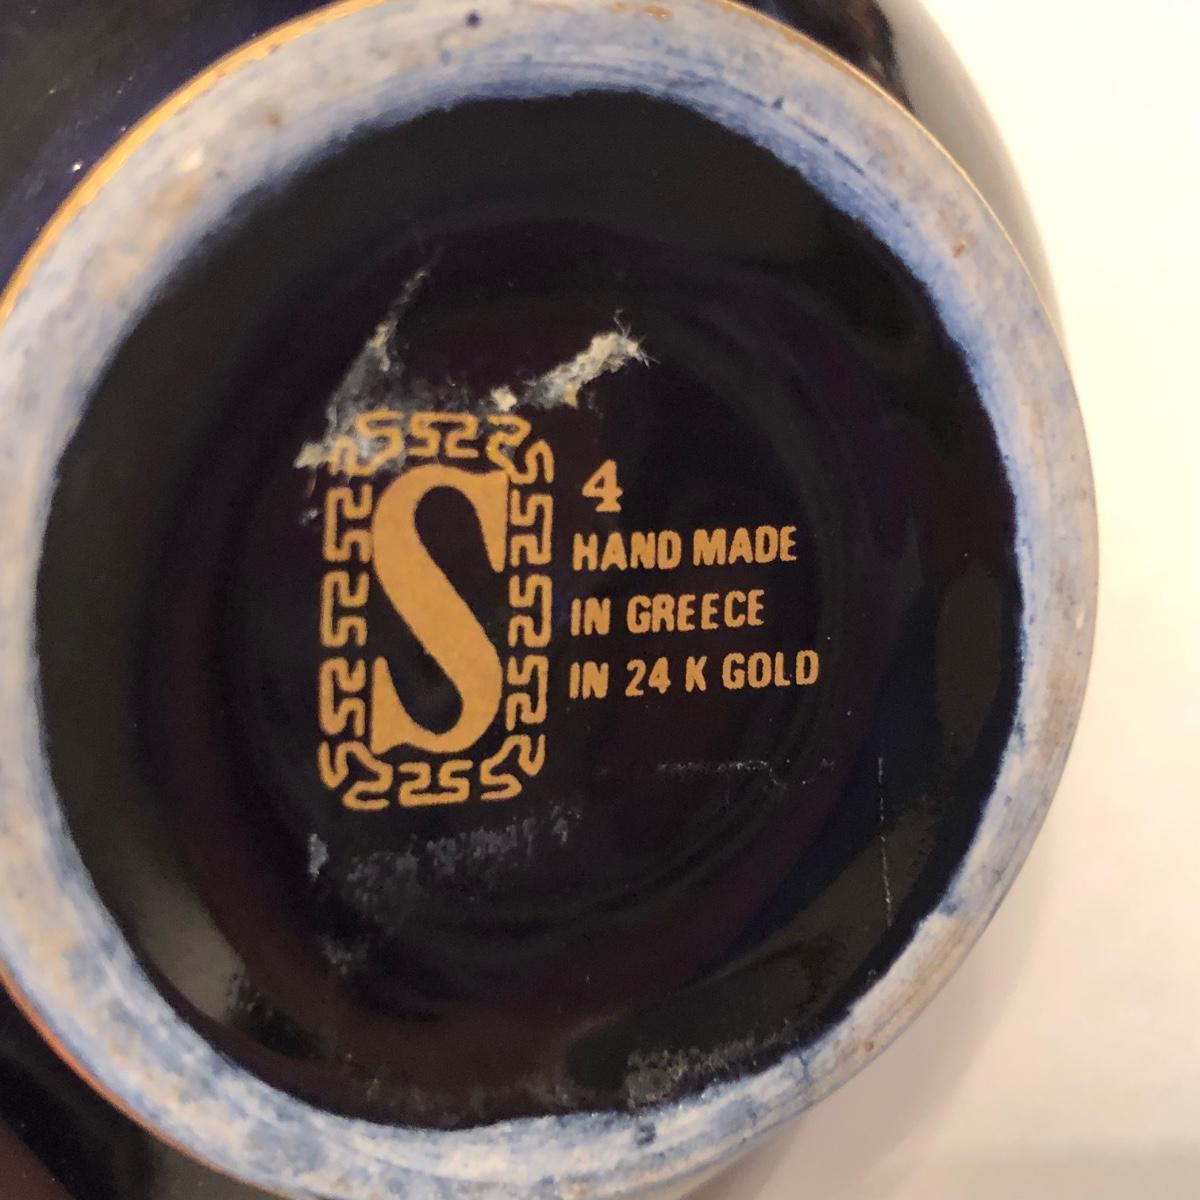 S
4
HAND MADE
IN GREECE
IN 24 K GOLD